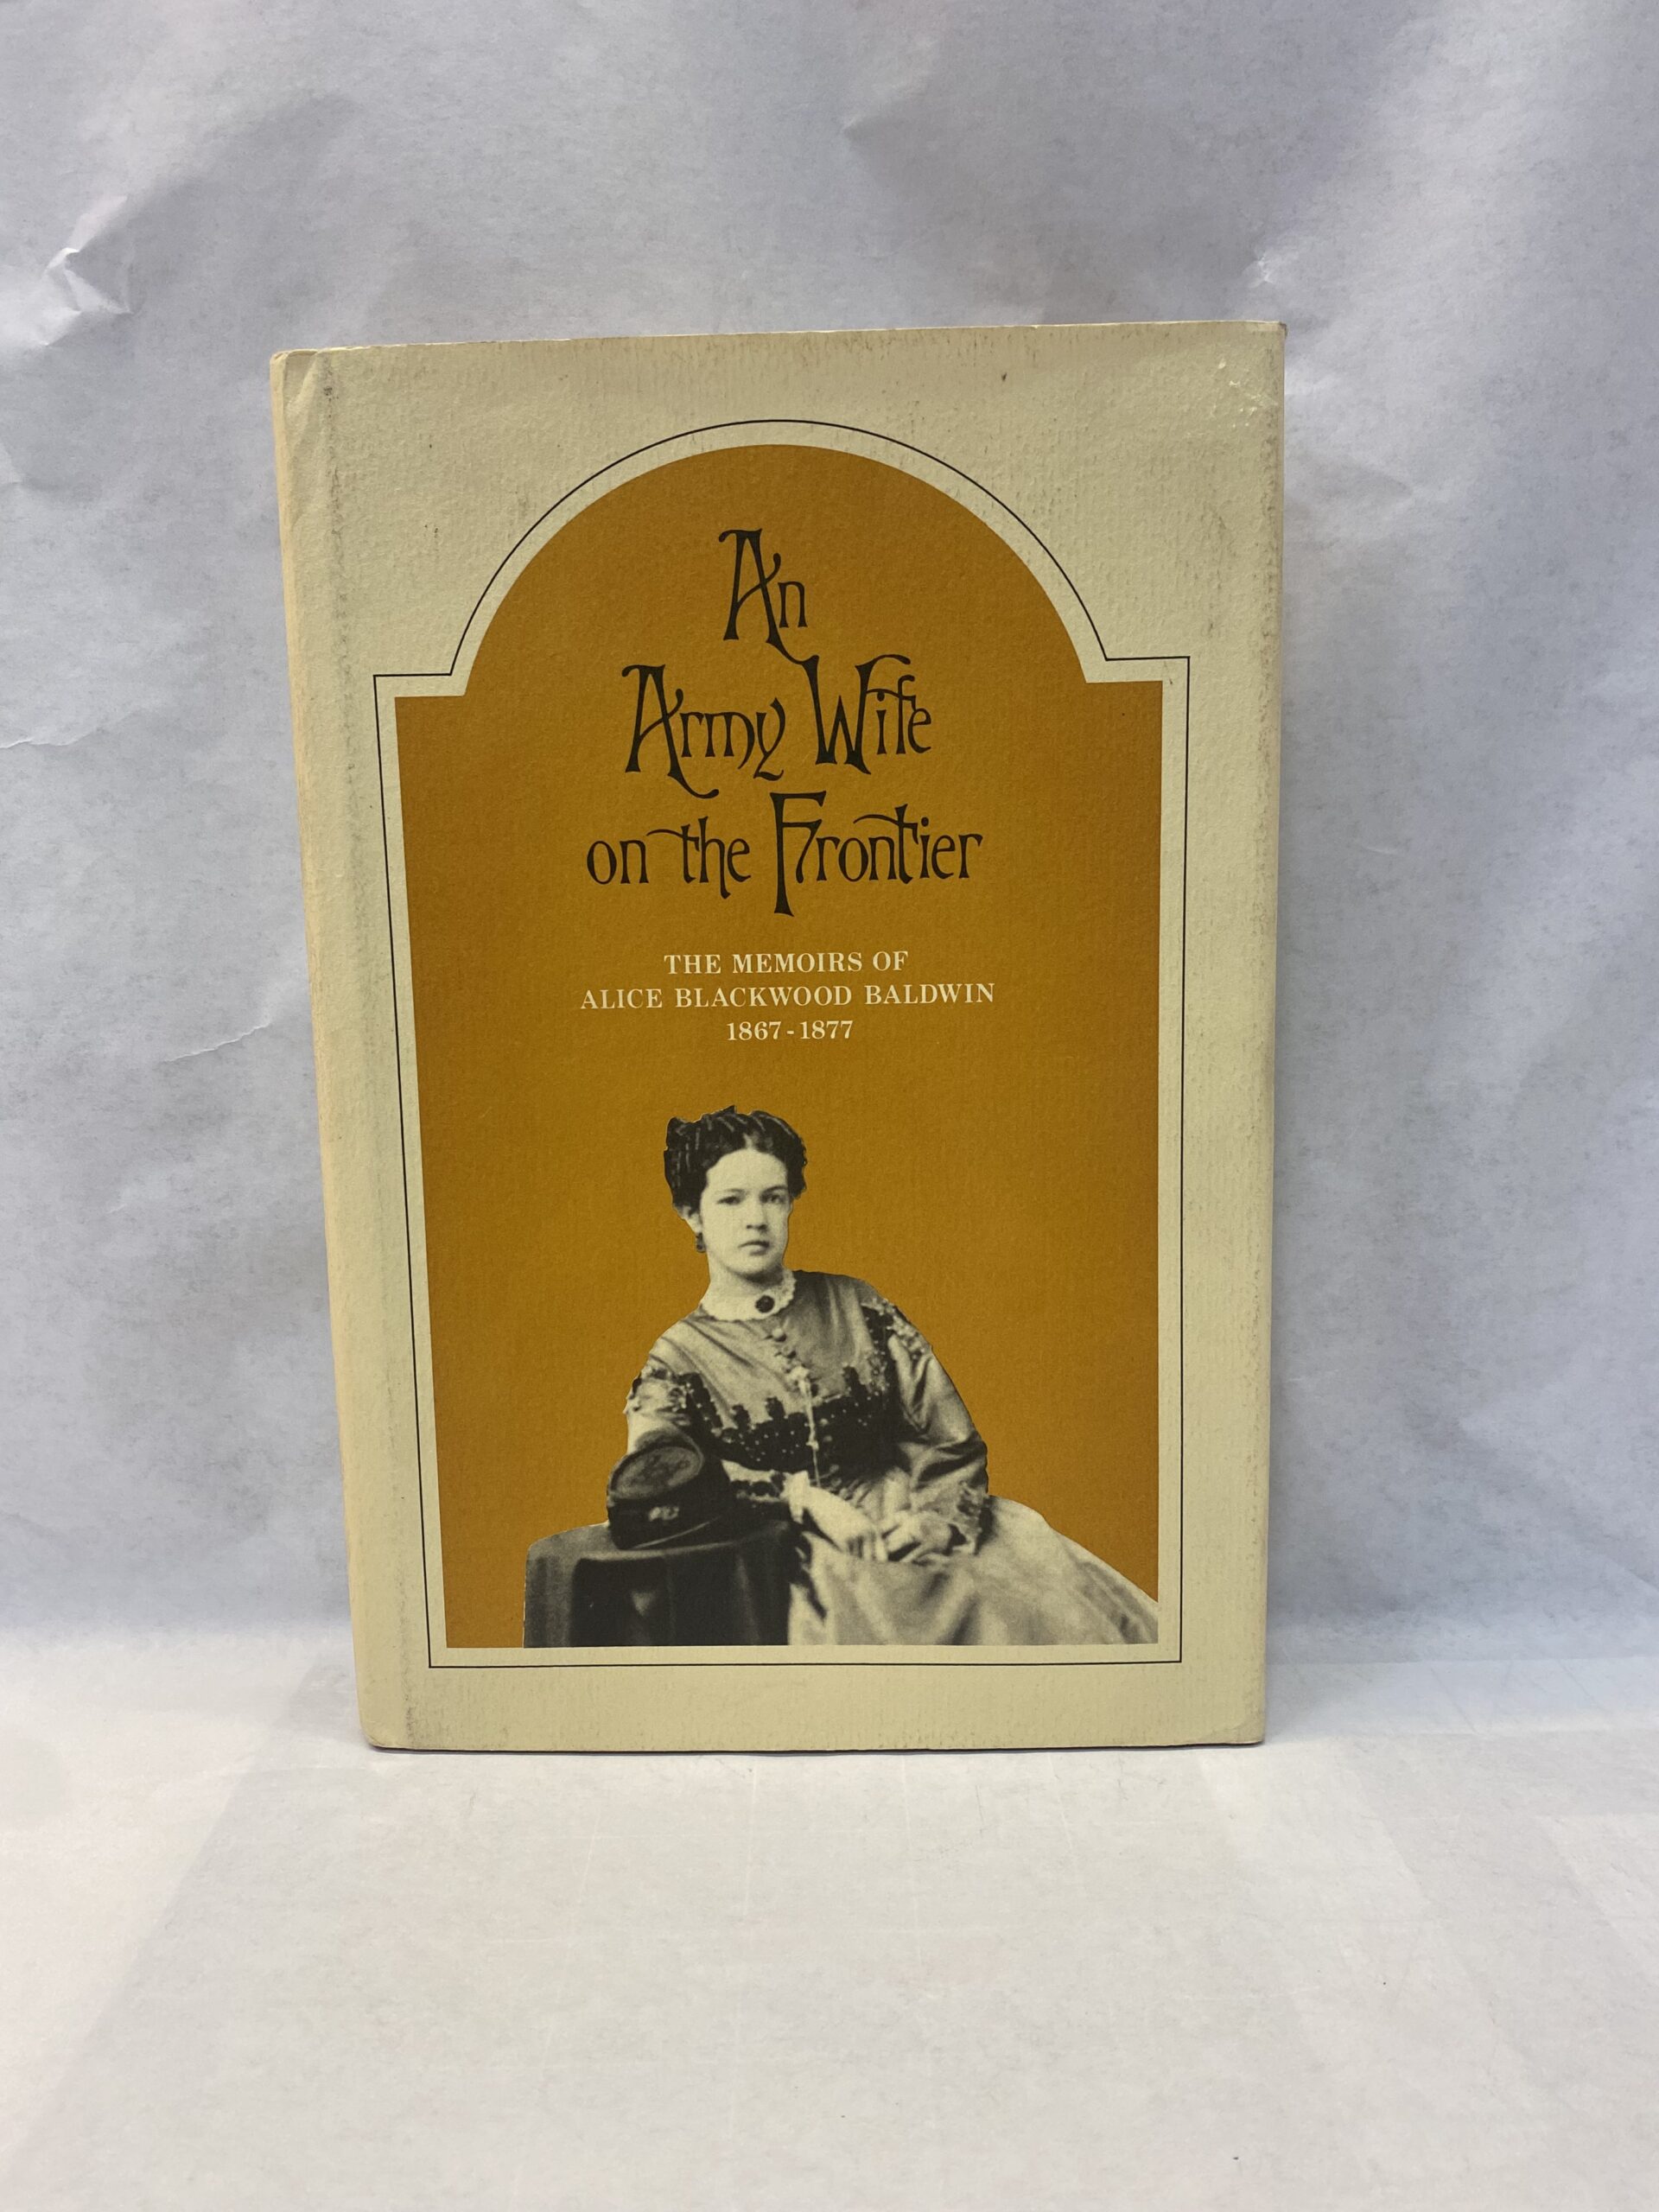 An
Army Wife
on the Frontier
THE MEMOIRS OF
ALICE BLACKWOOD BALDWIN
1867-1877